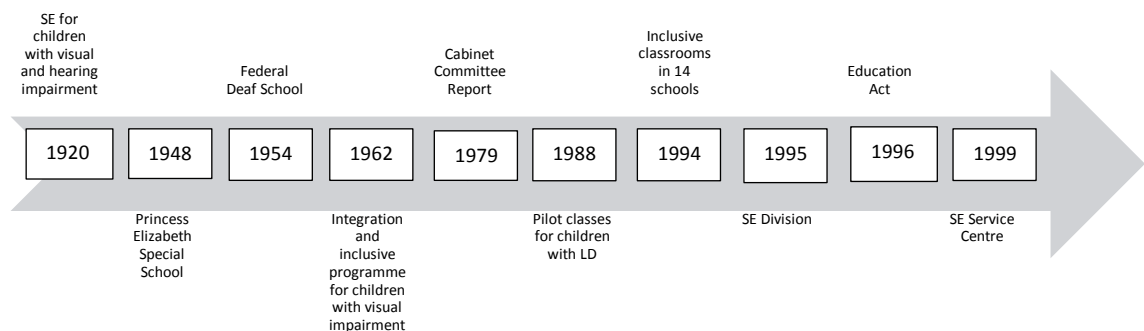 SE for
children
with visual
and hearing
impairment
Federal
Deaf School
Cabinet
Committee
Report
Inclusive
classrooms
in 14
schools
Education
Act
1920
1948
1954
1962
1979
1988
1994
1995
1996
1999
Princess
Elizabeth
Special
School
Integration
and
inclusive
programme
for children
with visual
impairment
Pilot classes
for children
with LD
SE Division
SE Service
Centre